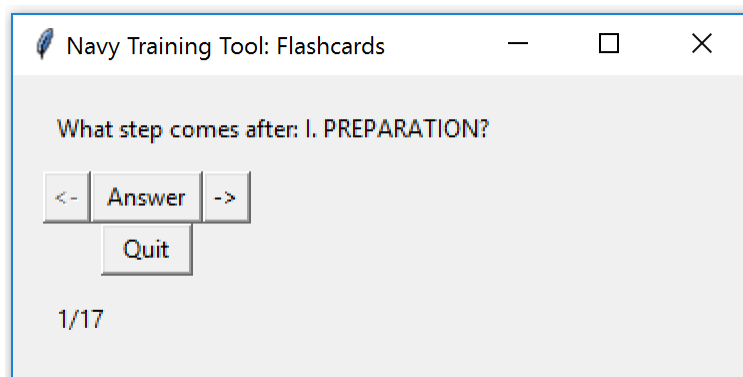 Navy Training Tool: Flashcards
What step comes after: I. PREPARATION?
<- Answer ->
Quit
1/17